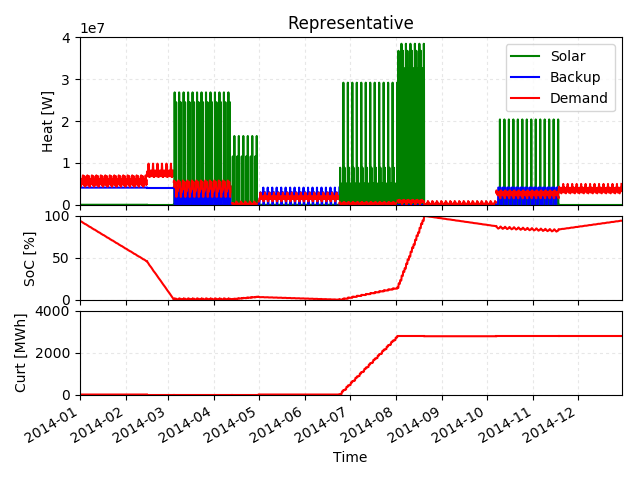 Representative
1e7
4
3
2
1
0
Heat [W]
Solar
Backup
Demand
100
50
0
SoC [%]
4000
2000
0
Curt [MWh]
2014-01
2014-02
2014-03
2014-04
2014-05
2014-06
2014-07
2014-08
2014-09
2014-10
2014-11
2014-12
Time